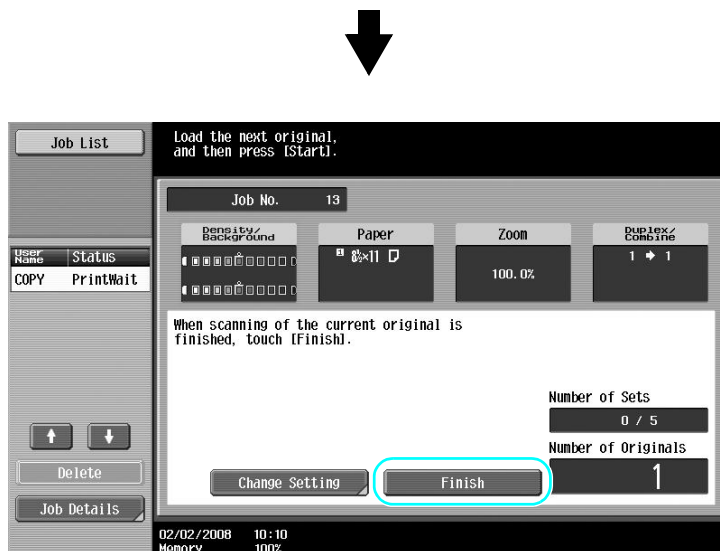 Job List
Load the next original,
and then press [Start].
Job No. 13
Density/
Background
Paper
Zoom
Duplex/
Combine
1 8½×11
100.0%
1 → 1
User
Name
Status
COPY PrintWait
When scanning of the current original is
finished, touch [Finish].
Number of Sets
0 / 5
Number of Originals
1
Change Setting
Finish
Delete
Job Details
02/02/2008 10:10
Memory 100%